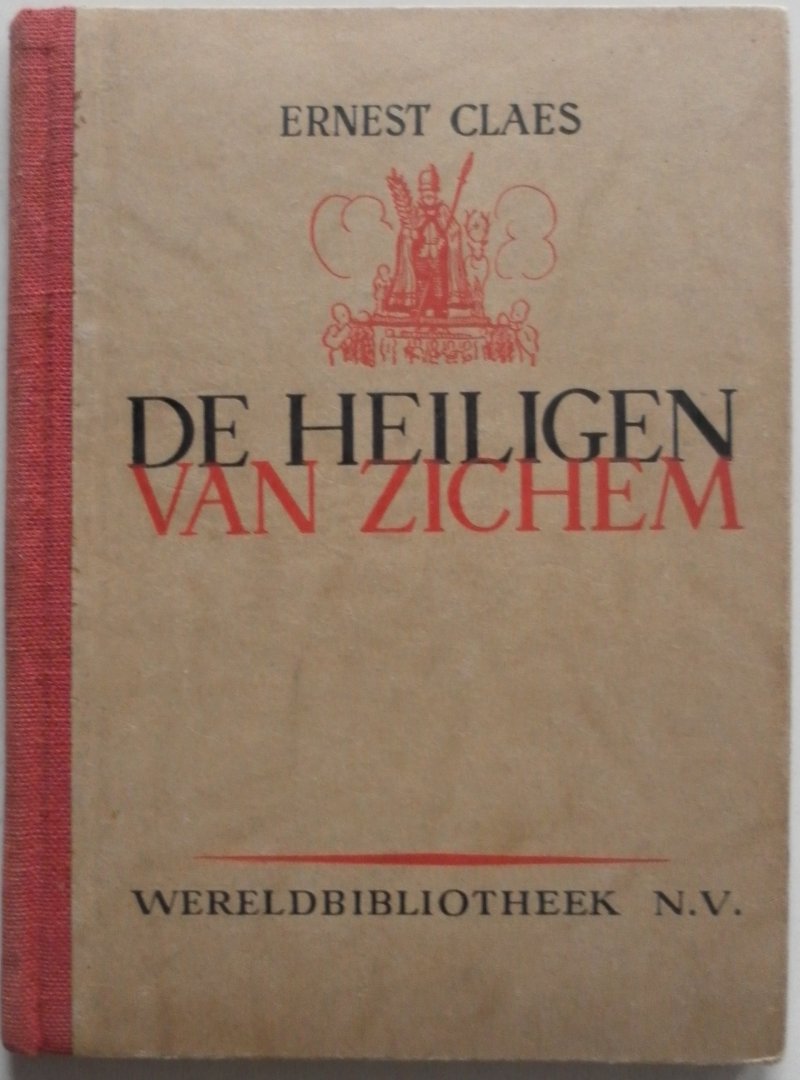 ERNEST CLAES
DE HEILIGEN
VAN ZICHEM
WERELDBIBLIOTHEEK N.V.